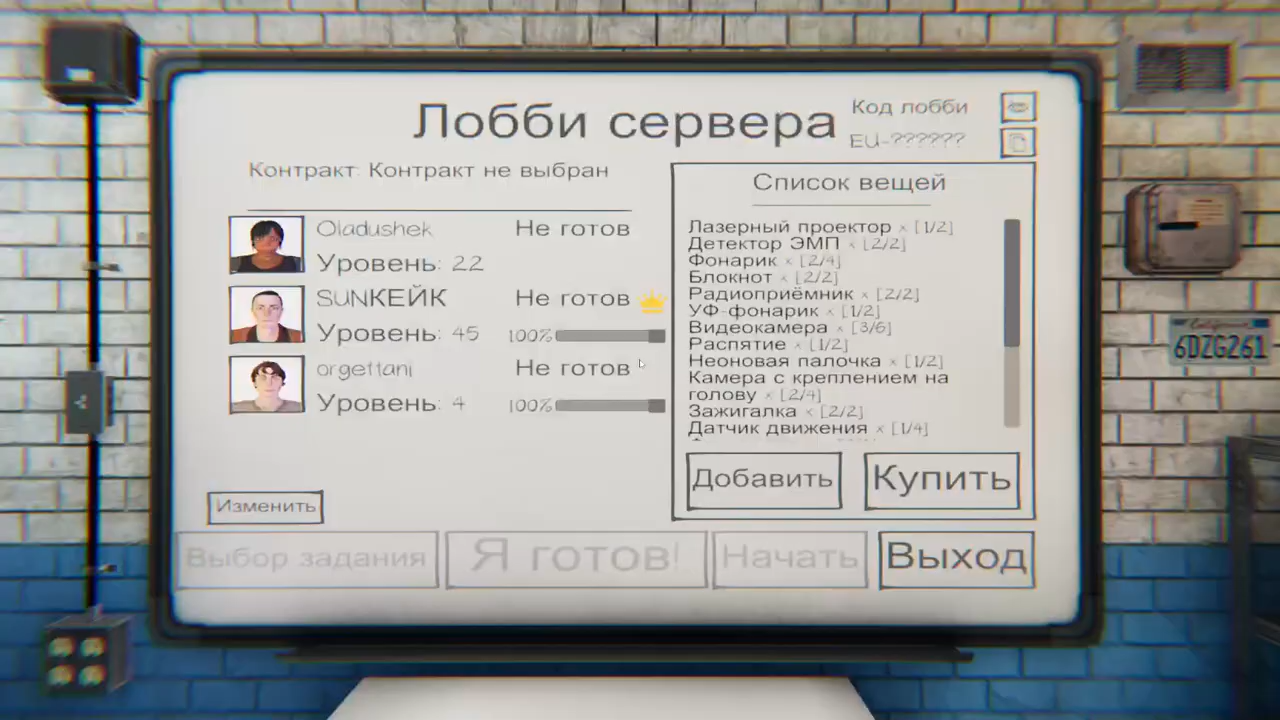 Лобби сервера
Код лобби
EU-??????
Контракт: Контракт не выбран
Oladushek
Не готов
Уровень: 22
SUNКЕЙК
Не готов
Уровень: 45
100%
orgettani
Не готов
Уровень: 4
100%
Изменить
Список вещей
Лазерный проектор × [1/2]
Детектор ЭМП × [2/2]
Фонарик × [2/4]
Блокнот × [2/2]
Радиоприёмник × [2/2]
УФ-фонарик × [1/2]
Видеокамера × [3/6]
Распятие × [1/2]
Неоновая палочка × [1/2]
Камера с креплением на
голову × [2/4]
Зажигалка × [2/2]
Датчик движения × [1/4]
Добавить
Купить
Выбор задания
Я готов!
Начать
Выход
California
6DZG261